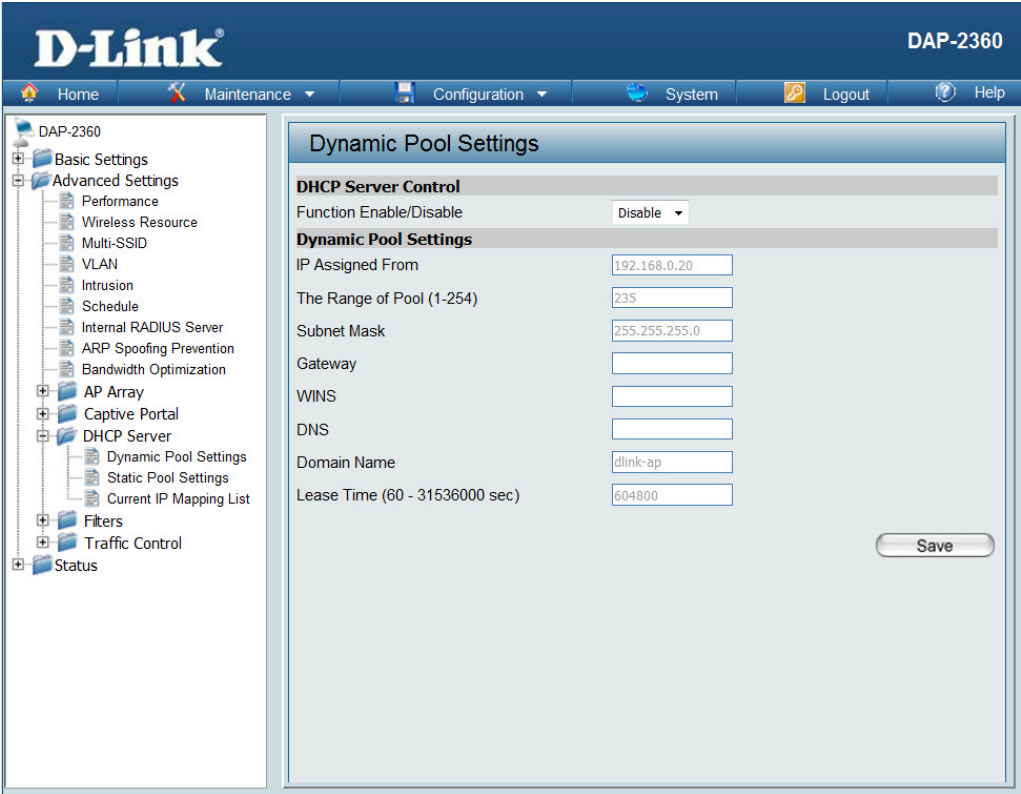 D-Link
DAP-2360
Home Maintenance Configuration System Logout Help
DAP-2360
Basic Settings
Advanced Settings
Performance
Wireless Resource
Multi-SSID
VLAN
Intrusion
Schedule
Internal RADIUS Server
ARP Spoofing Prevention
Bandwidth Optimization
AP Array
Captive Portal
DHCP Server
Dynamic Pool Settings
Static Pool Settings
Current IP Mapping List
Filters
Traffic Control
Status
Dynamic Pool Settings
DHCP Server Control
Function Enable/Disable Disable
Dynamic Pool Settings
IP Assigned From 192.168.0.20
The Range of Pool (1-254) 235
Subnet Mask 255.255.255.0
Gateway
WINS
DNS
Domain Name dlink-ap
Lease Time (60 - 31536000 sec) 604800
Save